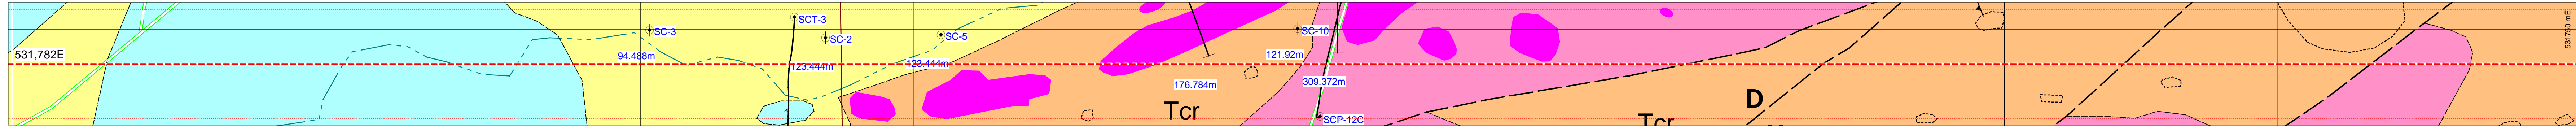 531,782E
SC-3
94.488m
SCT-3
SC-2
123.444m
SC-5
123.444m
176.784m
Tcr
SC-10
121.92m
309.372m
SCP-12C
Tcr
D
531750 mE